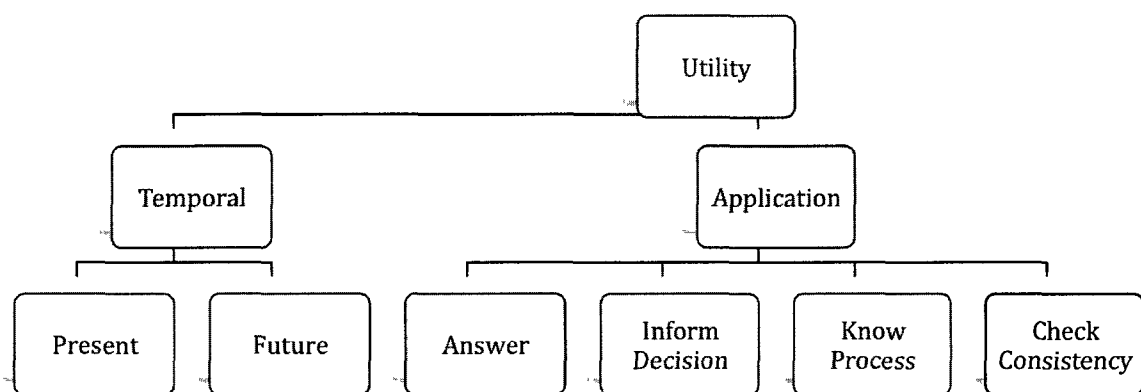 Utility
Temporal
Application
Present
Future
Answer
Inform
Decision
Know
Process
Check
Consistency